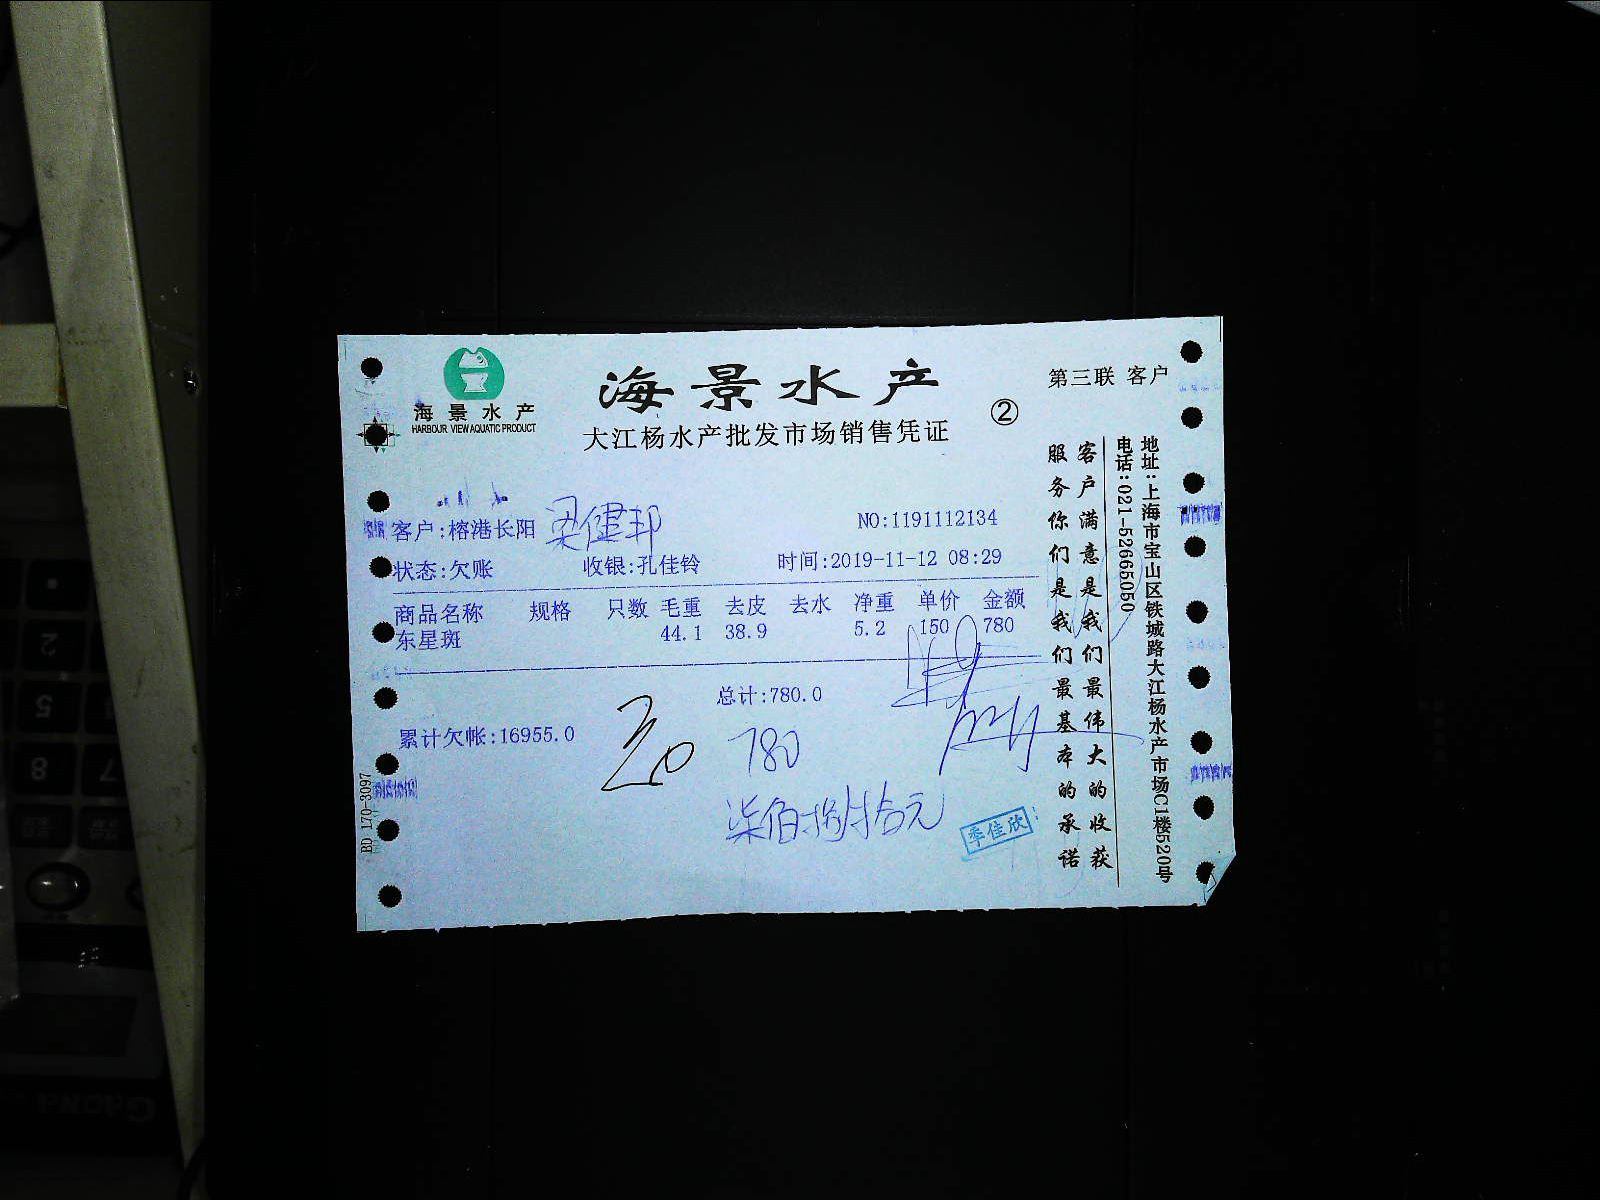 海景水产
HARBOUR VIEW AQUATIC PRODUCT
海景水产
大江杨水产批发市场销售凭证
②
第三联 客户
客户:榕港长阳 梁健邦
NO:1191112134
状态:欠账 收银:孔佳铃 时间:2019-11-12 08:29
商品名称 规格 只数 毛重 去皮 去水 净重 单价 金额
东星斑 44.1 38.9 5.2 150 780
总计:780.0
累计欠帐:16955.0
780
柒佰捌拾元
季佳欣
客户满意是我们最伟大的收获
服务你们是我们最基本的承诺
地址:上海市宝山区铁城路大江杨水产市场C1楼520号
电话:021-52665050
BD 170-3097
2
5
8
7